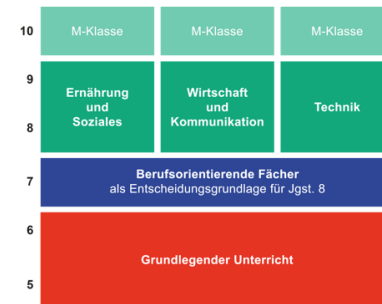 10
M-Klasse
M-Klasse
M-Klasse
9
8
Ernährung
und
Soziales
Wirtschaft
und
Kommunikation
Technik
7
Berufsorientierende Fächer
als Entscheidungsgrundlage für Jgst. 8
6
5
Grundlegender Unterricht